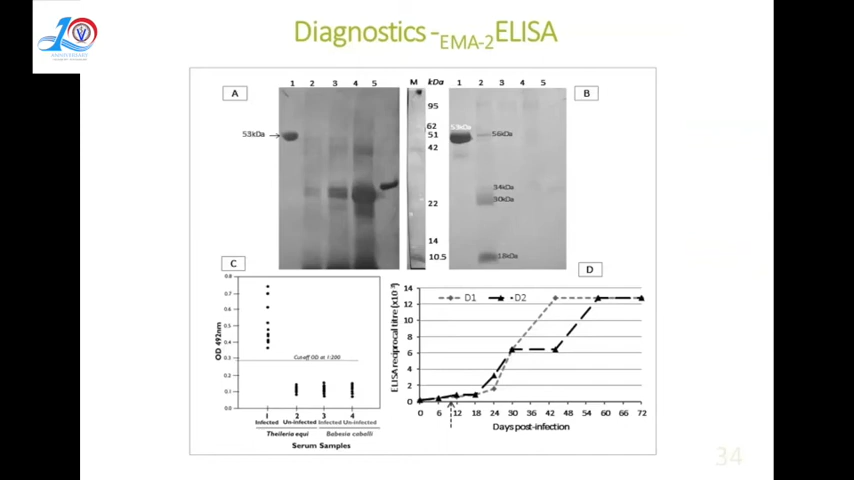 10
V
ANNIVERSARY
Diagnostics -EMA-2ELISA
A
1 2 3 4 5
53kDa
M kDa
95
62
51
42
22
14
10.5
1 2 3 4 5
B
53kDa
56kDa
34kDa
30kDa
18kDa
C
0.8
0.7
0.6
0.5
0.4
0.3
0.2
0.1
0.0
OD 492nm
Cut-off OD at 1:200
1 2 3 4
Infected Un-infected Infected Un-infected
Theileria equi Babesia caballi
Serum Samples
D
D1 D2
14
12
10
8
6
4
2
0
ELISA reciprocal titre (x10⁻³)
0 6 12 18 24 30 36 42 48 54 60 66 72
Days post-infection
34